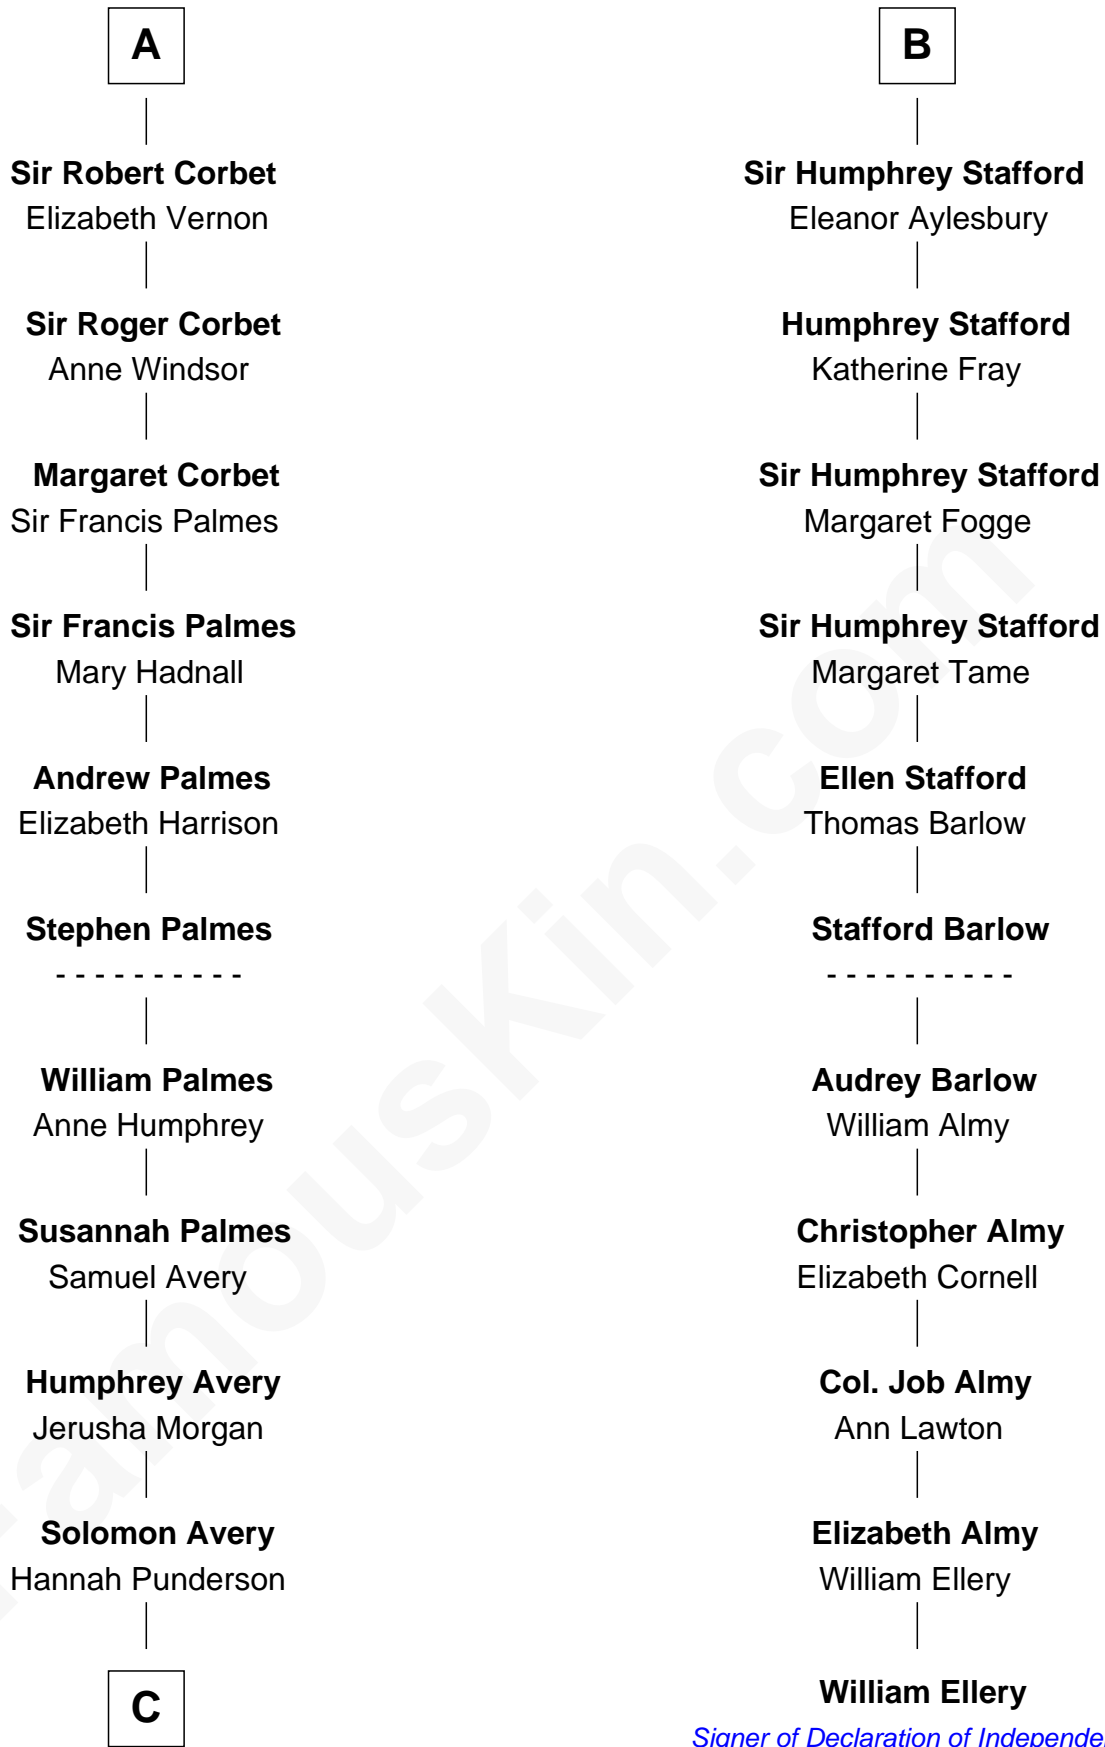 A
Sir Robert Corbet
Elizabeth Vernon
Sir Roger Corbet
Anne Windsor
Margaret Corbet
Sir Francis Palmes
Sir Francis Palmes
Mary Hadnall
Andrew Palmes
Elizabeth Harrison
Stephen Palmes
- - - - - - - - - -
William Palmes
Anne Humphrey
Susannah Palmes
Samuel Avery
Humphrey Avery
Jerusha Morgan
Solomon Avery
Hannah Punderson
C
B
Sir Humphrey Stafford
Eleanor Aylesbury
Humphrey Stafford
Katherine Fray
Sir Humphrey Stafford
Margaret Fogge
Sir Humphrey Stafford
Margaret Tame
Ellen Stafford
Thomas Barlow
Stafford Barlow
- - - - - - - - - -
Audrey Barlow
William Almy
Christopher Almy
Elizabeth Cornell
Col. Job Almy
Ann Lawton
Elizabeth Almy
William Ellery
William Ellery
Signer of Declaration of Independe
FamousKin.com